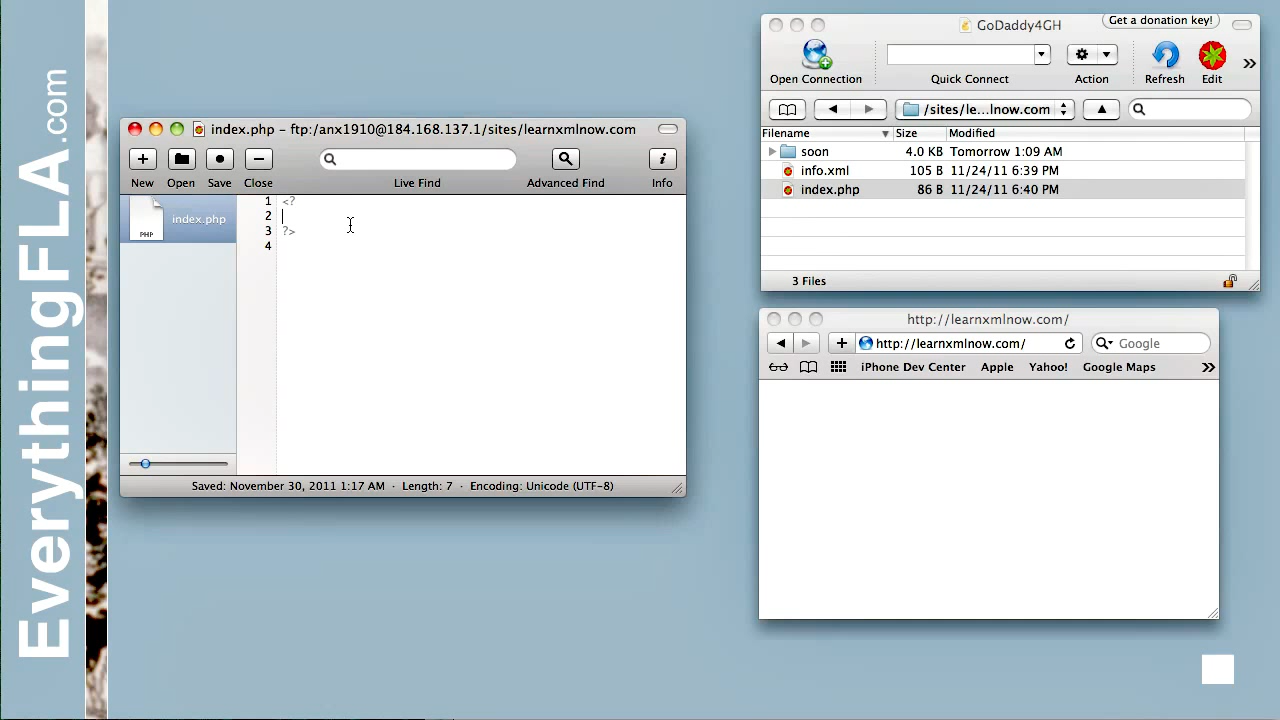 EverythingFLA.com
index.php – ftp:/anx1910@184.168.137.1/sites/learnxmlnow.com
New
Open
Save
Close
Live Find
Advanced Find
Info
PHP
index.php
1 <?
2
3 ?>
4
Saved: November 30, 2011 1:17 AM · Length: 7 · Encoding: Unicode (UTF-8)
GoDaddy4GH
Get a donation key!
Open Connection
Quick Connect
Action
Refresh
Edit
/sites/le...lnow.com
Filename Size Modified
soon 4.0 KB Tomorrow 1:09 AM
info.xml 105 B 11/24/11 6:39 PM
index.php 86 B 11/24/11 6:40 PM
3 Files
http://learnxmlnow.com/
http://learnxmlnow.com/
Google
iPhone Dev Center Apple Yahoo! Google Maps